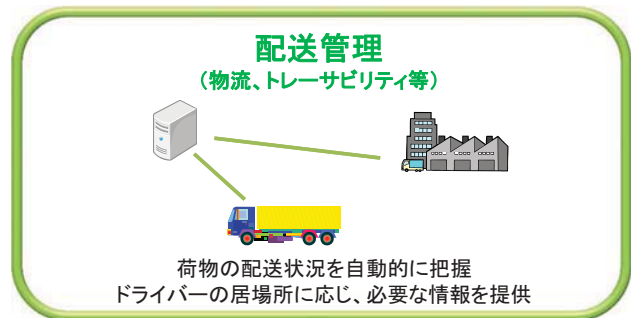 配送管理
（物流、トレーサビリティ等）
荷物の配送状況を自動的に把握
ドライバーの居場所に応じ、必要な情報を提供